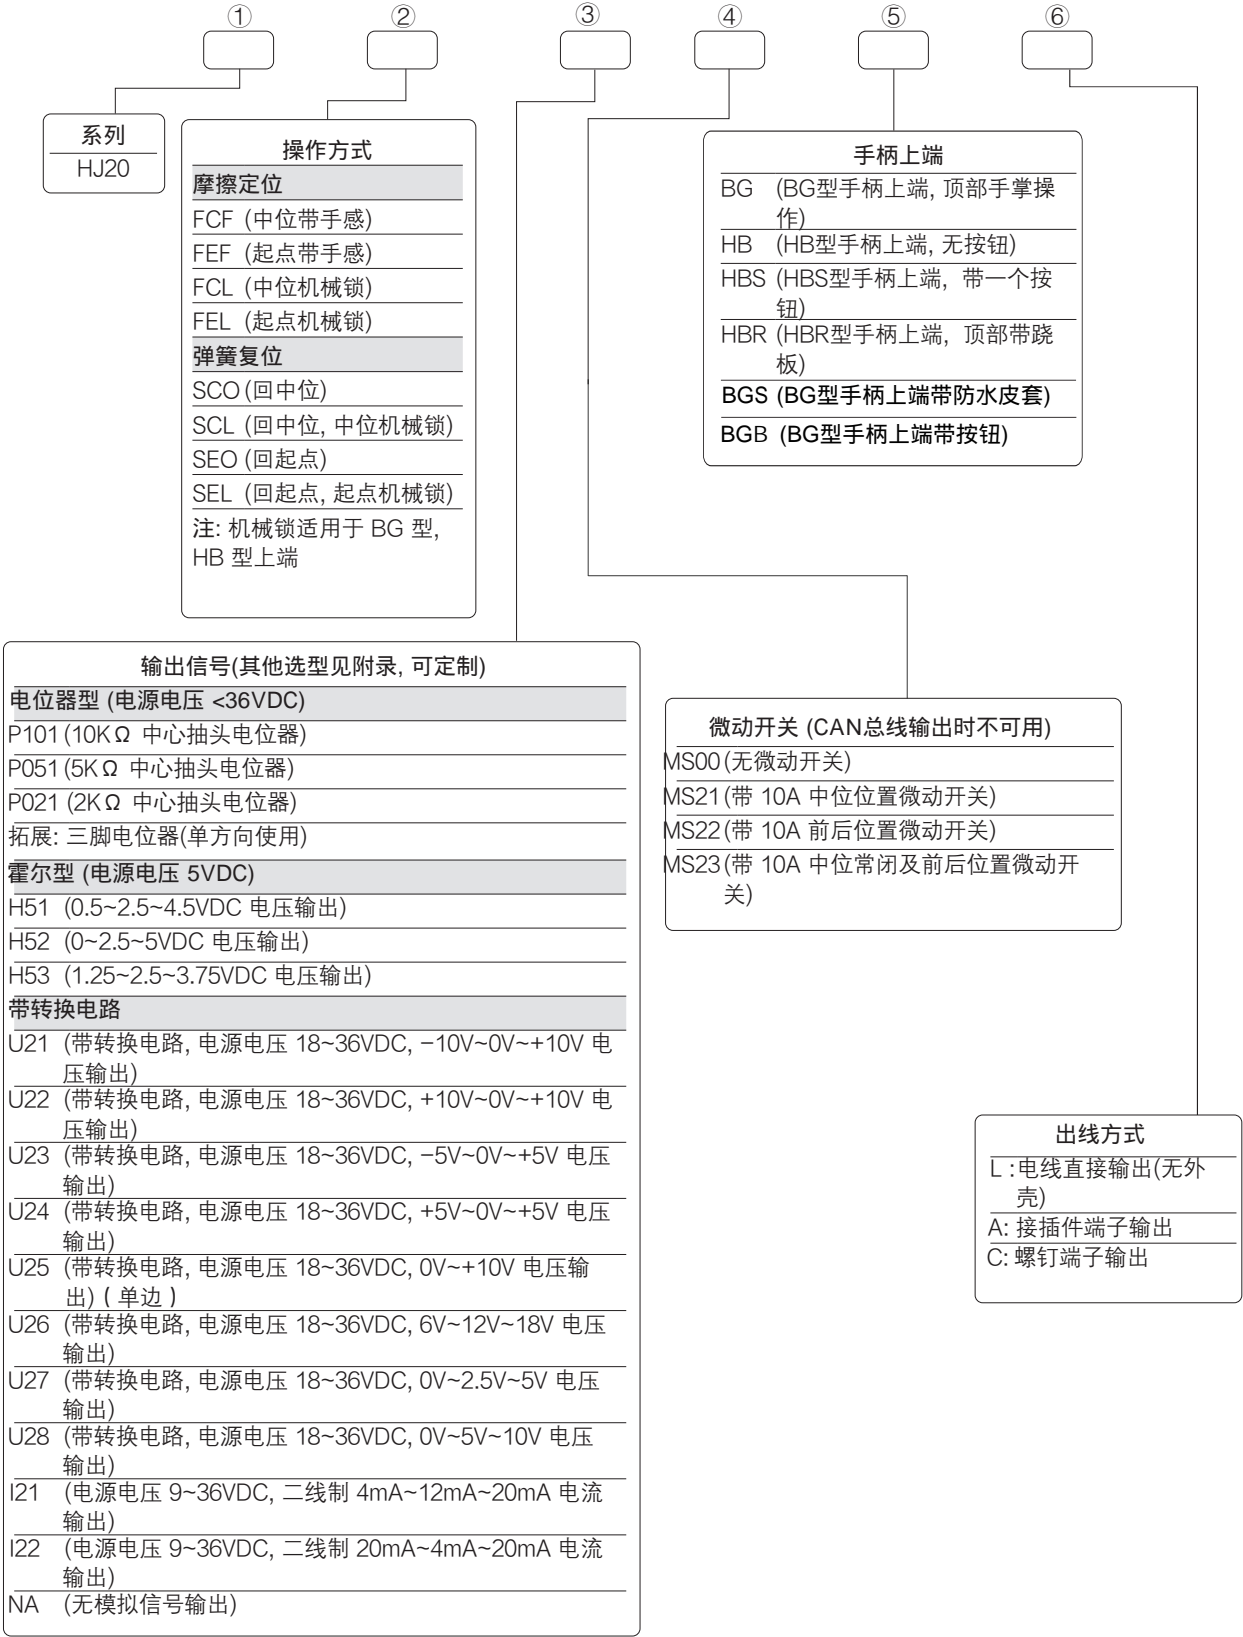 ① ② ③ ④ ⑤ ⑥
系列
HJ20
操作方式
摩擦定位
FCF (中位带手感)
FEF (起点带手感)
FCL (中位机械锁)
FEL (起点机械锁)
弹簧复位
SCO (回中位)
SCL (回中位, 中位机械锁)
SEO (回起点)
SEL (回起点, 起点机械锁)
注: 机械锁适用于 BG 型,
HB 型上端
手柄上端
BG (BG型手柄上端, 顶部手掌操
作)
HB (HB型手柄上端, 无按钮)
HBS (HBS型手柄上端, 带一个按
钮)
HBR (HBR型手柄上端, 顶部带跷
板)
BGS (BG型手柄上端带防水皮套)
BGB (BG型手柄上端带按钮)
输出信号(其他选型见附录, 可定制)
电位器型 (电源电压 <36VDC)
P101 (10KΩ 中心抽头电位器)
P051 (5KΩ 中心抽头电位器)
P021 (2KΩ 中心抽头电位器)
拓展: 三脚电位器(单方向使用)
霍尔型 (电源电压 5VDC)
H51 (0.5~2.5~4.5VDC 电压输出)
H52 (0~2.5~5VDC 电压输出)
H53 (1.25~2.5~3.75VDC 电压输出)
带转换电路
U21 (带转换电路, 电源电压 18~36VDC, −10V~0V~+10V 电
压输出)
U22 (带转换电路, 电源电压 18~36VDC, +10V~0V~+10V 电
压输出)
U23 (带转换电路, 电源电压 18~36VDC, −5V~0V~+5V 电压
输出)
U24 (带转换电路, 电源电压 18~36VDC, +5V~0V~+5V 电压
输出)
U25 (带转换电路, 电源电压 18~36VDC, 0V~+10V 电压输
出)（单边）
U26 (带转换电路, 电源电压 18~36VDC, 6V~12V~18V 电压
输出)
U27 (带转换电路, 电源电压 18~36VDC, 0V~2.5V~5V 电压
输出)
U28 (带转换电路, 电源电压 18~36VDC, 0V~5V~10V 电压
输出)
I21 (电源电压 9~36VDC, 二线制 4mA~12mA~20mA 电流
输出)
I22 (电源电压 9~36VDC, 二线制 20mA~4mA~20mA 电流
输出)
NA (无模拟信号输出)
微动开关 (CAN总线输出时不可用)
MS00 (无微动开关)
MS21 (带 10A 中位位置微动开关)
MS22 (带 10A 前后位置微动开关)
MS23 (带 10A 中位常闭及前后位置微动开
关)
出线方式
L :电线直接输出(无外
壳)
A: 接插件端子输出
C: 螺钉端子输出